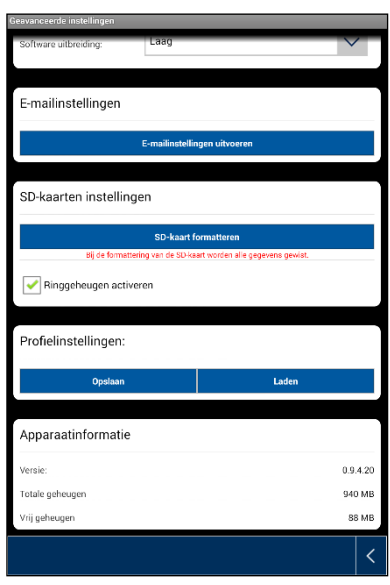 Geavanceerde instellingen
Software uitbreiding: Laag
E-mailinstellingen
E-mailinstellingen uitvoeren
SD-kaarten instellingen
SD-kaart formatteren
Bij de formattering van de SD-kaart worden alle gegevens gewist.
Ringgeheugen activeren
Profielinstellingen:
Opslaan Laden
Apparaatinformatie
Versie: 0.9.4.20
Totale geheugen 940 MB
Vrij geheugen 88 MB